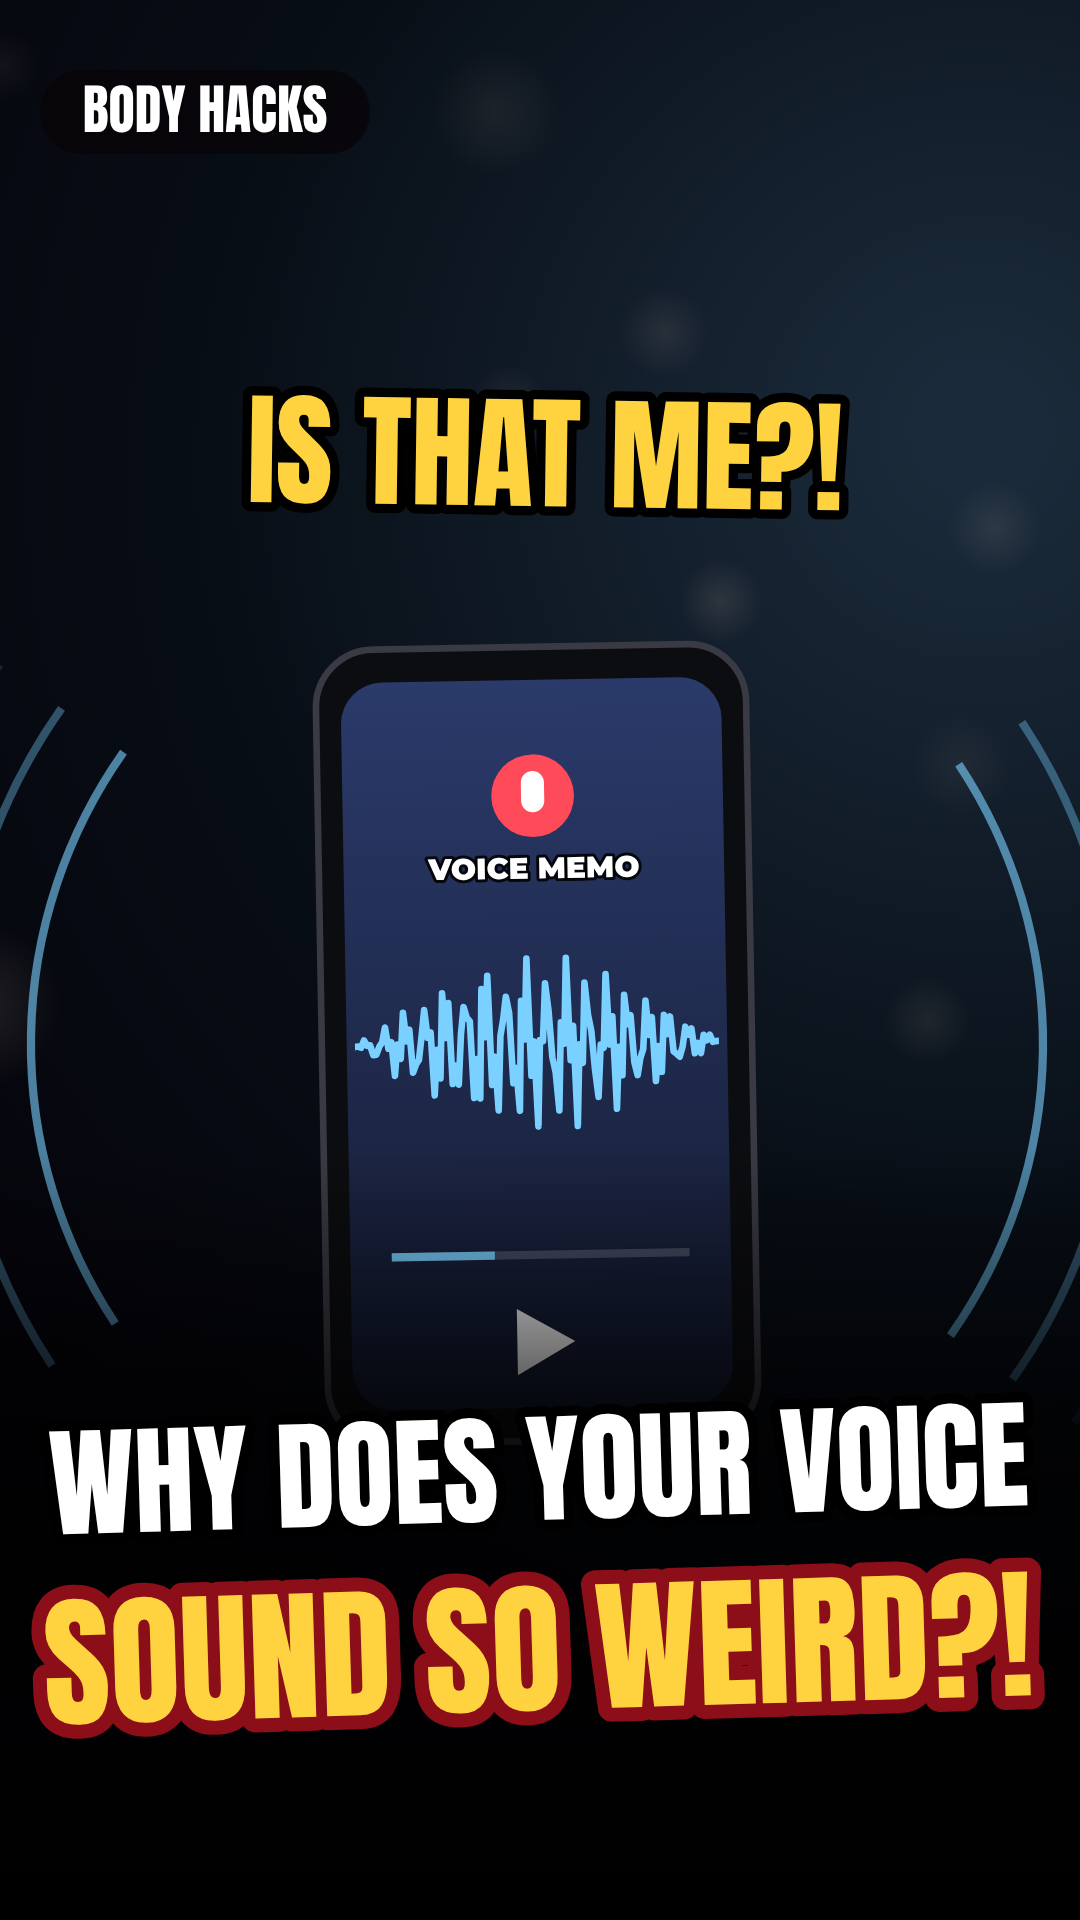 BODY HACKS
IS THAT ME?!
VOICE MEMO
WHY DOES YOUR VOICE
SOUND SO WEIRD?!